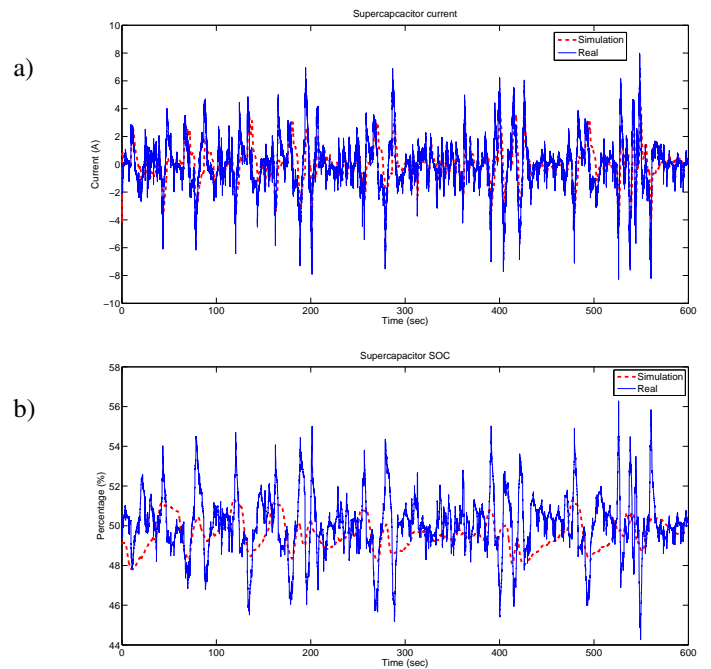 a)
Supercapcacitor current
Simulation
Real
Current (A)
10
8
6
4
2
0
−2
−4
−6
−8
−10
0 100 200 300 400 500 600
Time (sec)
b)
Supercapacitor SOC
Simulation
Real
Percentage (%)
58
56
54
52
50
48
46
44
0 100 200 300 400 500 600
Time (sec)